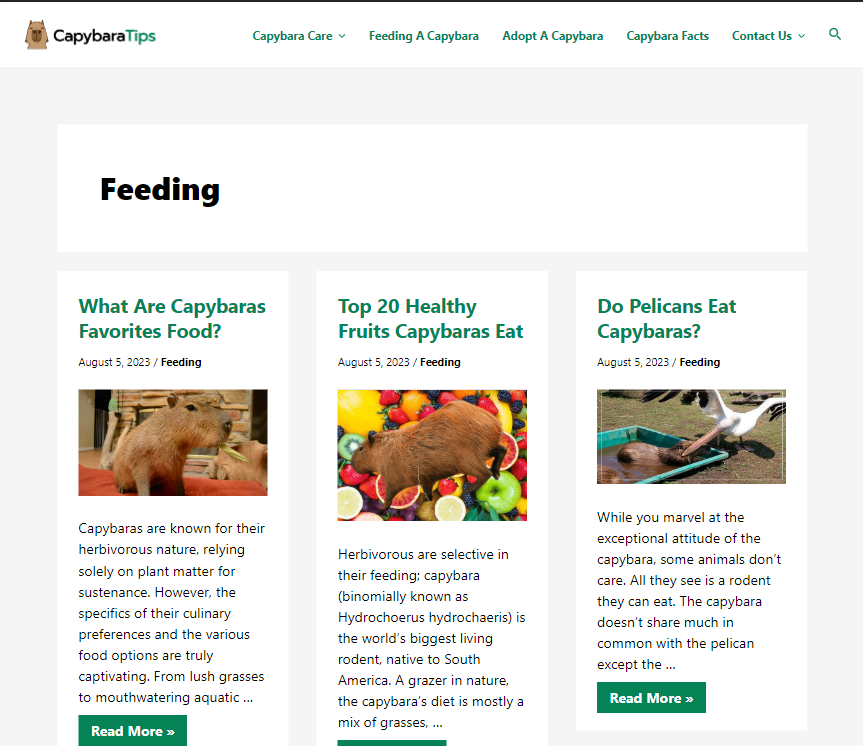 CapybaraTips
Capybara Care
Feeding A Capybara
Adopt A Capybara
Capybara Facts
Contact Us
Feeding
What Are Capybaras
Favorites Food?
August 5, 2023 / Feeding
Capybaras are known for their
herbivorous nature, relying
solely on plant matter for
sustenance. However, the
specifics of their culinary
preferences and the various
food options are truly
captivating. From lush grasses
to mouthwatering aquatic …
Read More »
Top 20 Healthy
Fruits Capybaras Eat
August 5, 2023 / Feeding
Herbivorous are selective in
their feeding; capybara
(binomially known as
Hydrochoerus hydrochaeris) is
the world’s biggest living
rodent, native to South
America. A grazer in nature,
the capybara’s diet is mostly a
mix of grasses, …
Do Pelicans Eat
Capybaras?
August 5, 2023 / Feeding
While you marvel at the
exceptional attitude of the
capybara, some animals don’t
care. All they see is a rodent
they can eat. The capybara
doesn’t share much in
common with the pelican
except the …
Read More »